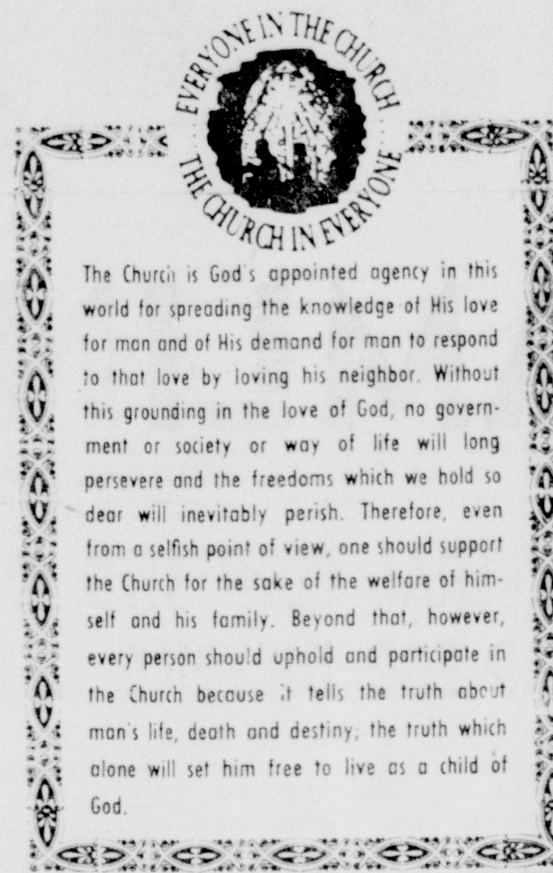 EVERYONE IN THE CHURCH
THE CHURCH IN EVERYONE
The Church is God's appointed agency in this
world for spreading the knowledge of His love
for man and of His demand for man to respond
to that love by loving his neighbor. Without
this grounding in the love of God, no govern-
ment or society or way of life will long
persevere and the freedoms which we hold so
dear will inevitably perish. Therefore, even
from a selfish point of view, one should support
the Church for the sake of the welfare of him-
self and his family. Beyond that, however,
every person should uphold and participate in
the Church because it tells the truth about
man's life, death and destiny; the truth which
alone will set him free to live as a child of
God.